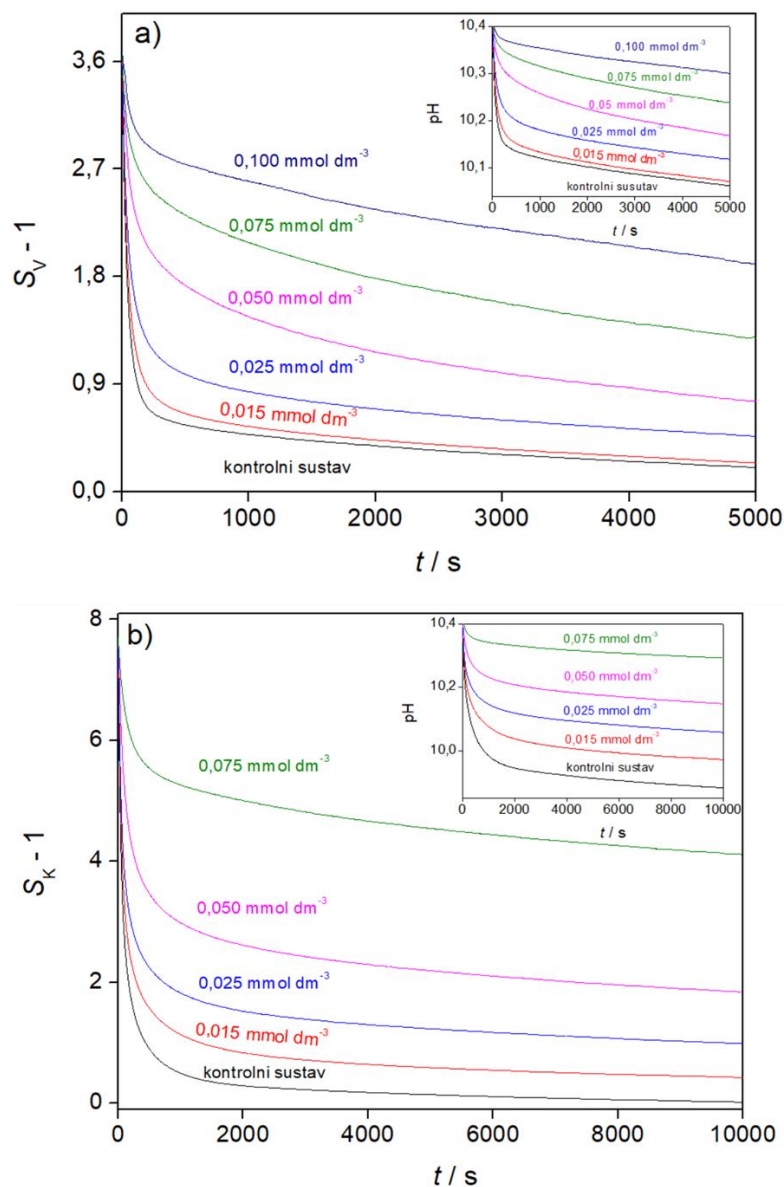 a)
S_V - 1
3,6
2,7
1,8
0,9
0,0
0,100 mmol dm⁻³
0,075 mmol dm⁻³
0,050 mmol dm⁻³
0,025 mmol dm⁻³
0,015 mmol dm⁻³
kontrolni sustav
0 1000 2000 3000 4000 5000
t / s
pH
10,4
10,3
10,2
10,1
0,100 mmol dm⁻³
0,075 mmol dm⁻³
0,05 mmol dm⁻³
0,025 mmol dm⁻³
0,015 mmol dm⁻³
kontrolni susutav
0 1000 2000 3000 4000 5000
t / s
b)
S_K - 1
8
6
4
2
0
0,075 mmol dm⁻³
0,050 mmol dm⁻³
0,025 mmol dm⁻³
0,015 mmol dm⁻³
kontrolni sustav
0 2000 4000 6000 8000 10000
t / s
pH
10,4
10,2
10,0
0,075 mmol dm⁻³
0,050 mmol dm⁻³
0,025 mmol dm⁻³
0,015 mmol dm⁻³
kontrolni sustav
0 2000 4000 6000 8000 10000
t / s